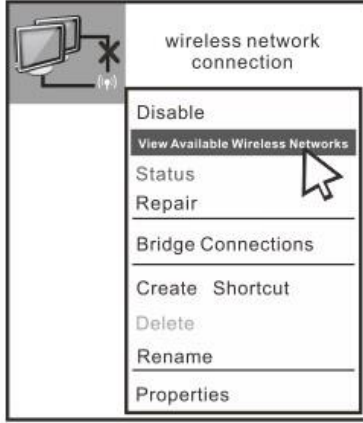 wireless network
connection
Disable
View Available Wireless Networks
Status
Repair
Bridge Connections
Create Shortcut
Delete
Rename
Properties